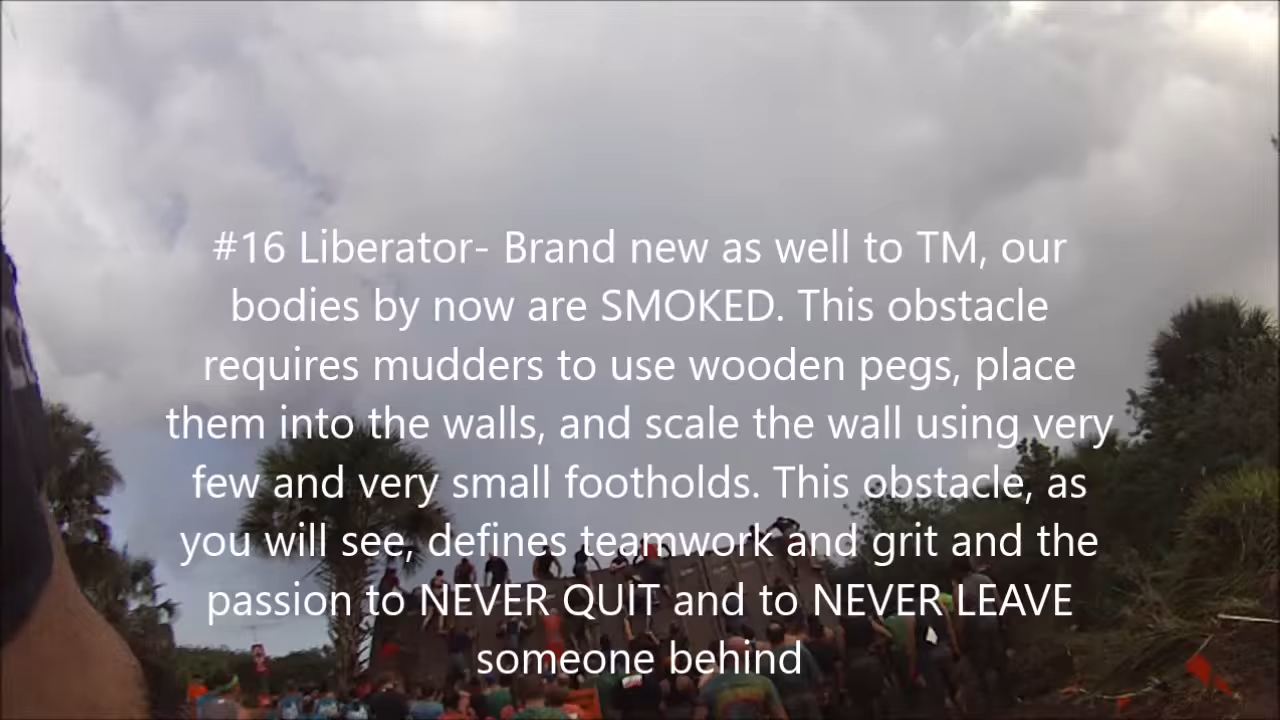 #16 Liberator- Brand new as well to TM, our
bodies by now are SMOKED. This obstacle
requires mudders to use wooden pegs, place
them into the walls, and scale the wall using very
few and very small footholds. This obstacle, as
you will see, defines teamwork and grit and the
passion to NEVER QUIT and to NEVER LEAVE
someone behind